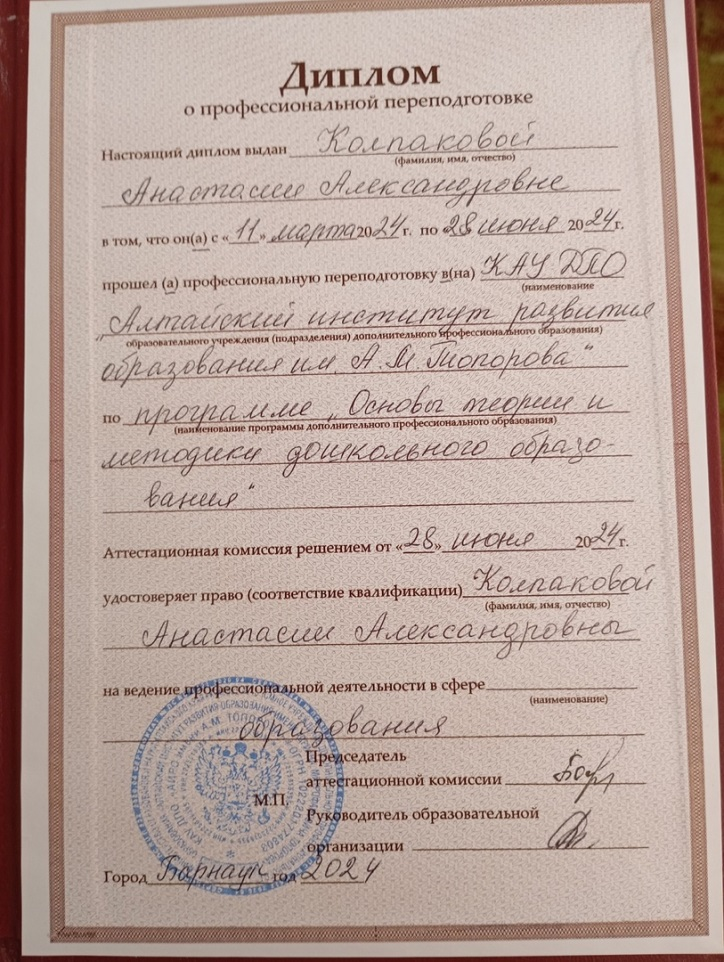 Диплом
о профессиональной переподготовке
Настоящий диплом выдан Колпаковой
(фамилия, имя, отчество)
Анастасии Александровне
в том, что он(а) с «11» марта 2024 г. по 28 июня 2024 г.
прошел (а) профессиональную переподготовку в(на) КАУ ДПО
(наименование
„Алтайский институт развития
образовательного учреждения (подразделения) дополнительного профессионального образования)
образования им. А. М. Топорова“
по программе „Основы теории и
(наименование программы дополнительного профессионального образования)
методики дошкольного образо-
вания“
Аттестационная комиссия решением от «28» июня 2024 г.
удостоверяет право (соответствие квалификации) Колпаковой
(фамилия, имя, отчество)
Анастасии Александровны
на ведение профессиональной деятельности в сфере
(наименование)
образования
Председатель
аттестационной комиссии
М.П.
Руководитель образовательной
организации
Город Барнаул год 2024